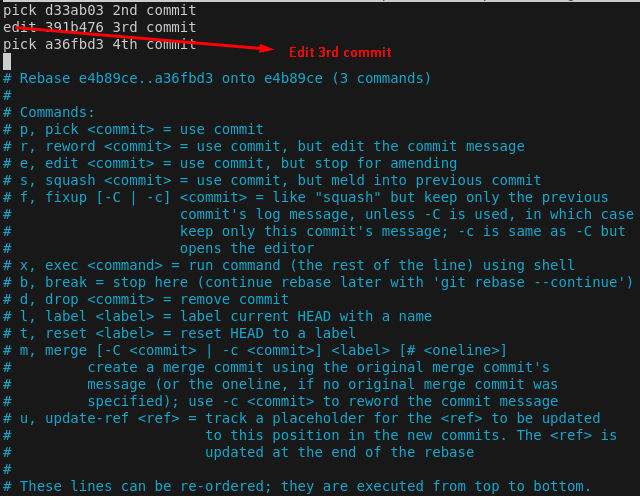 pick d33ab03 2nd commit
edit 391b476 3rd commit
pick a36fbd3 4th commit
Edit 3rd commit
# Rebase e4b89ce..a36fbd3 onto e4b89ce (3 commands)
#
# Commands:
# p, pick <commit> = use commit
# r, reword <commit> = use commit, but edit the commit message
# e, edit <commit> = use commit, but stop for amending
# s, squash <commit> = use commit, but meld into previous commit
# f, fixup [-C | -c] <commit> = like "squash" but keep only the previous
#                    commit's log message, unless -C is used, in which case
#                    keep only this commit's message; -c is same as -C but
#                    opens the editor
# x, exec <command> = run command (the rest of the line) using shell
# b, break = stop here (continue rebase later with 'git rebase --continue')
# d, drop <commit> = remove commit
# l, label <label> = label current HEAD with a name
# t, reset <label> = reset HEAD to a label
# m, merge [-C <commit> | -c <commit>] <label> [# <oneline>]
#         create a merge commit using the original merge commit's
#         message (or the oneline, if no original merge commit was
#         specified); use -c <commit> to reword the commit message
# u, update-ref <ref> = track a placeholder for the <ref> to be updated
#                       to this position in the new commits. The <ref> is
#                       updated at the end of the rebase
#
# These lines can be re-ordered; they are executed from top to bottom.